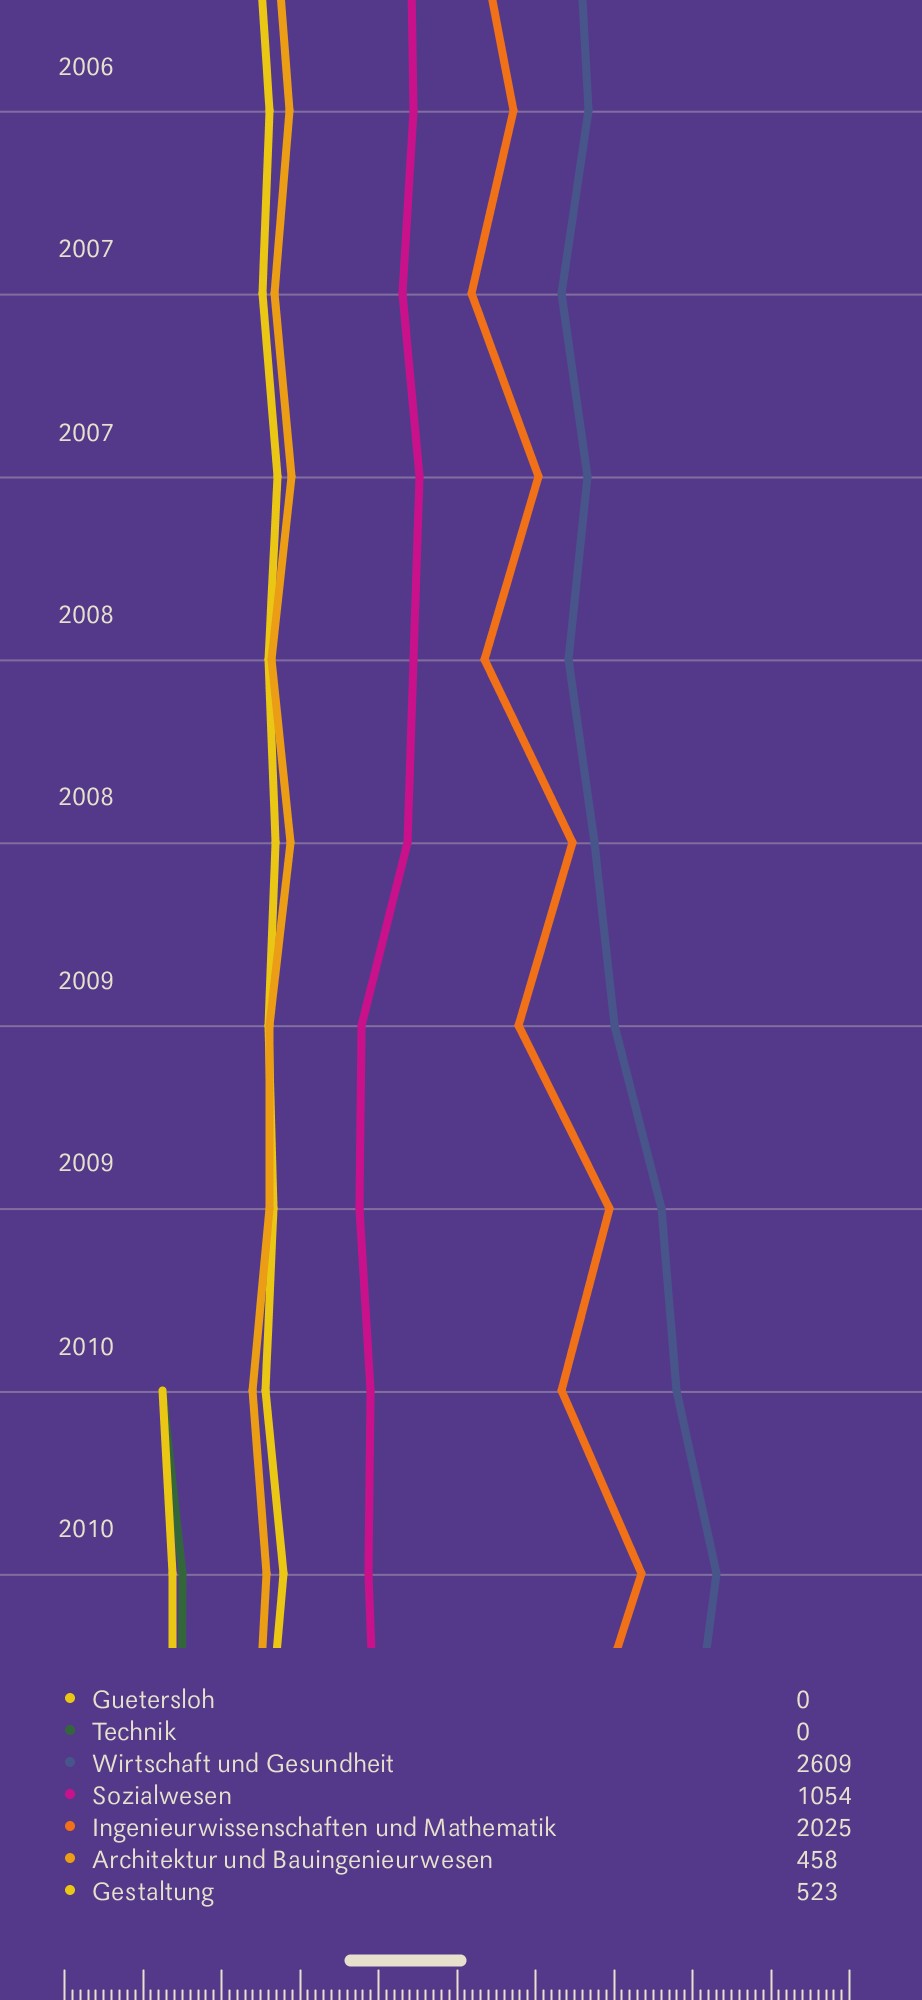 2006
2007
2007
2008
2008
2009
2009
2010
2010
Guetersloh 0
Technik 0
Wirtschaft und Gesundheit 2609
Sozialwesen 1054
Ingenieurwissenschaften und Mathematik 2025
Architektur und Bauingenieurwesen 458
Gestaltung 523